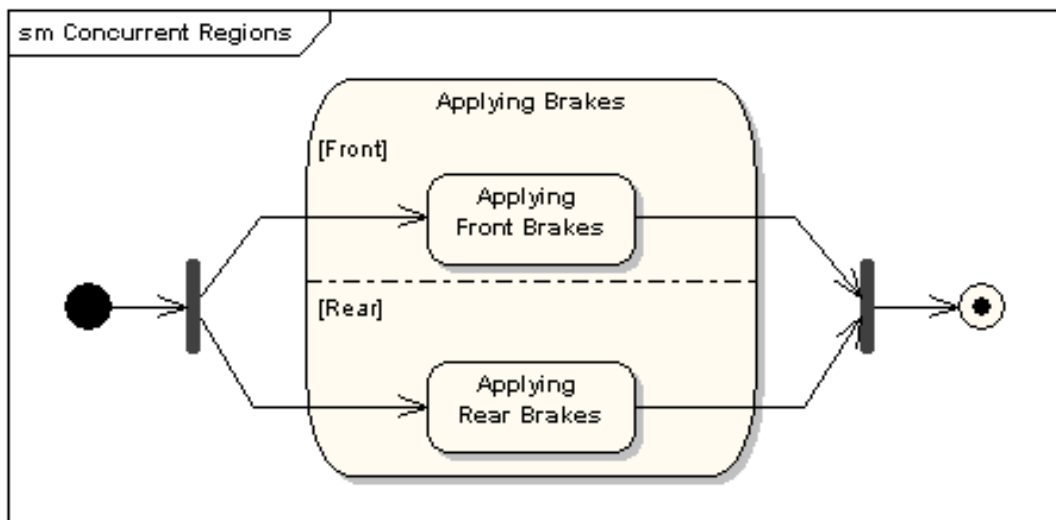 sm Concurrent Regions
Applying Brakes
[Front]
Applying
Front Brakes
[Rear]
Applying
Rear Brakes